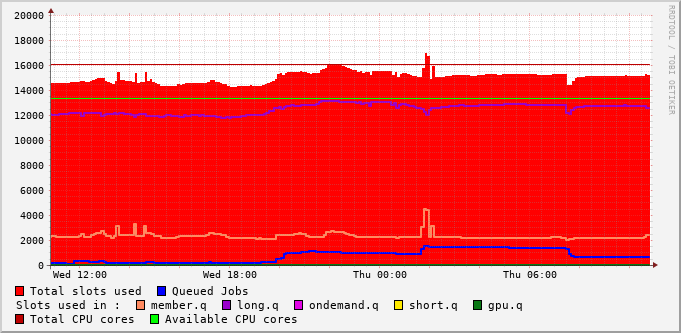 20000
18000
16000
14000
12000
10000
8000
6000
4000
2000
0
Wed 12:00 Wed 18:00 Thu 00:00 Thu 06:00
RRDTOOL / TOBI OETIKER
Total slots used Queued Jobs
Slots used in : member.q long.q ondemand.q short.q gpu.q
Total CPU cores Available CPU cores